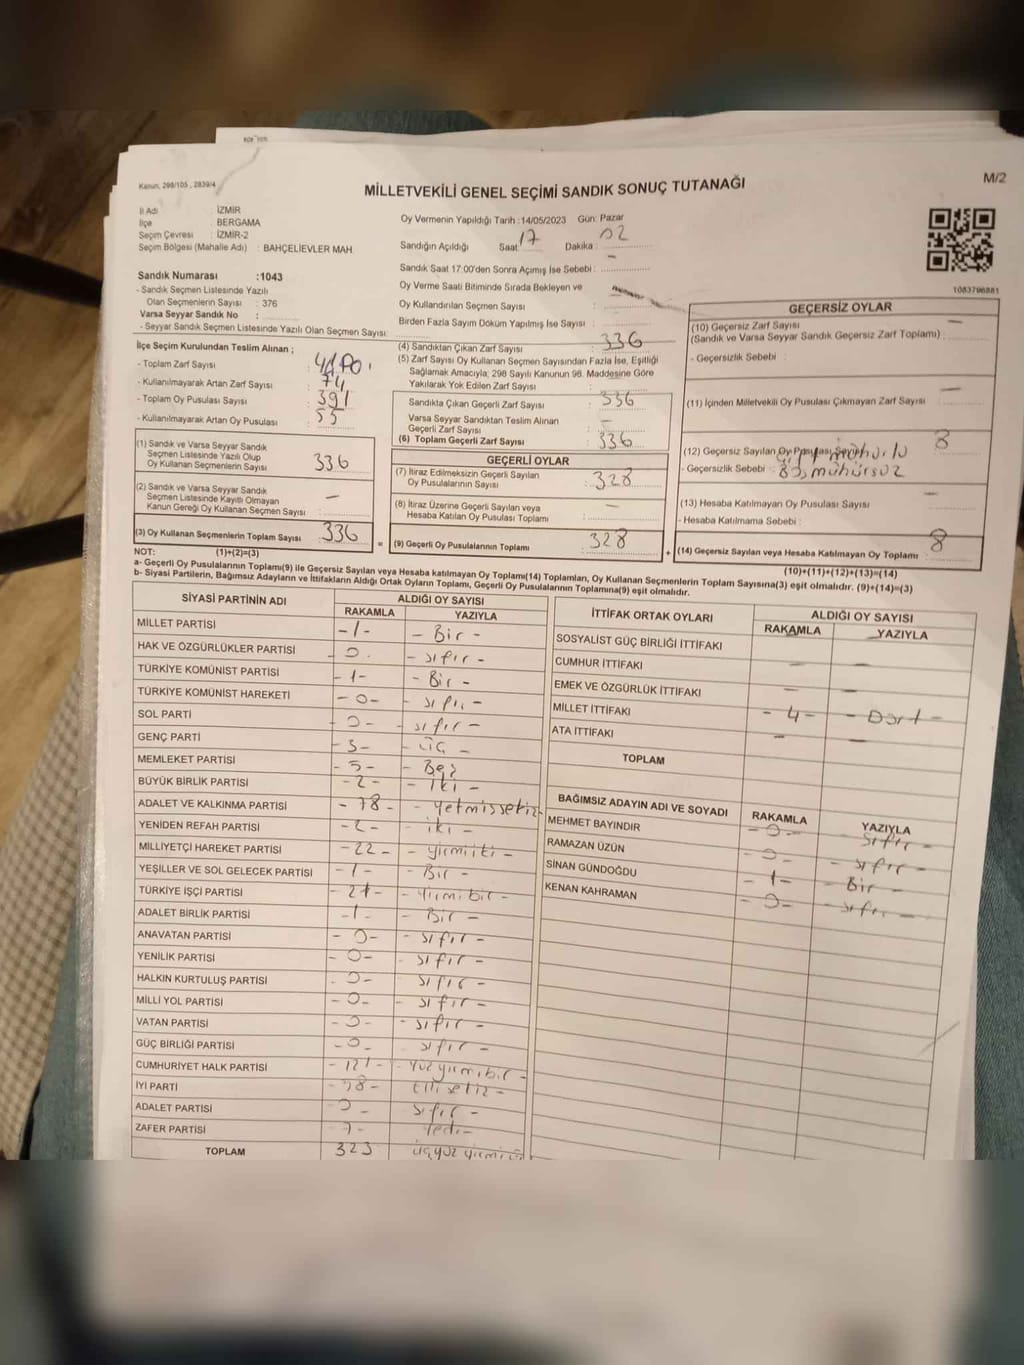 Kanun, 298/105 , 2839/4
MİLLETVEKİLİ GENEL SEÇİMİ SANDIK SONUÇ TUTANAĞI
M/2
İl Adı : İZMİR
İlçe : BERGAMA
Seçim Çevresi : İZMİR-2
Seçim Bölgesi (Mahalle Adı) : BAHÇELİEVLER MAH.
Oy Vermenin Yapıldığı Tarih :14/05/2023 Gün: Pazar
Sandığın Açıldığı Saat 17 Dakika : 02
Sandık Saat 17:00'den Sonra Açımış İse Sebebi : –
Oy Verme Saati Bitiminde Sırada Bekleyen ve
Oy Kullandırılan Seçmen Sayısı :
Birden Fazla Sayım Döküm Yapılmış İse Sayısı :
1083796881
Sandık Numarası :1043
- Sandık Seçmen Listesinde Yazılı
Olan Seçmenlerin Sayısı : 376
Varsa Seyyar Sandık No :
- Seyyar Sandık Seçmen Listesinde Yazılı Olan Seçmen Sayısı:
İlçe Seçim Kurulundan Teslim Alınan ;
- Toplam Zarf Sayısı :
- Kullanılmayarak Artan Zarf Sayısı : 74
- Toplam Oy Pusulası Sayısı : 391
- Kullanılmayarak Artan Oy Pusulası : 55
(4) Sandıktan Çıkan Zarf Sayısı : 336
(5) Zarf Sayısı Oy Kullanan Seçmen Sayısından Fazla İse, Eşitliği
Sağlamak Amacıyla; 298 Sayılı Kanunun 98. Maddesine Göre
Yakılarak Yok Edilen Zarf Sayısı :
Sandıkta Çıkan Geçerli Zarf Sayısı : 336
Varsa Seyyar Sandıktan Teslim Alınan
Geçerli Zarf Sayısı : –
(6) Toplam Geçerli Zarf Sayısı : 336
GEÇERSİZ OYLAR
(10) Geçersiz Zarf Sayısı –
(Sandık ve Varsa Seyyar Sandık Geçersiz Zarf Toplamı) :
- Geçersizlik Sebebi :
(11) İçinden Milletvekili Oy Pusulası Çıkmayan Zarf Sayısı –
(12) Geçersiz Sayılan Oy Pusulası Sayısı 8
- Geçersizlik Sebebi : mühürsüz
(13) Hesaba Katılmayan Oy Pusulası Sayısı –
- Hesaba Katılmama Sebebi :
(14) Geçersiz Sayılan veya Hesaba Katılmayan Oy Toplamı 8
(10)+(11)+(12)+(13)=(14)
(1) Sandık ve Varsa Seyyar Sandık
Seçmen Listesinde Yazılı Olup
Oy Kullanan Seçmenlerin Sayısı 336
(2) Sandık ve Varsa Seyyar Sandık
Seçmen Listesinde Kayıtlı Olmayan
Kanun Gereği Oy Kullanan Seçmen Sayısı : –
(3) Oy Kullanan Seçmenlerin Toplam Sayısı 336 =
GEÇERLİ OYLAR
(7) İtiraz Edilmeksizin Geçerli Sayılan
Oy Pusulalarının Sayısı : 328
(8) İtiraz Üzerine Geçerli Sayılan veya
Hesaba Katılan Oy Pusulası Toplamı : –
(9) Geçerli Oy Pusulalarının Toplamı : 328 +
NOT: (1)+(2)=(3)
a- Geçerli Oy Pusulalarının Toplamı(9) ile Geçersiz Sayılan veya Hesaba katılmayan Oy Toplamı(14) Toplamları, Oy Kullanan Seçmenlerin Toplam Sayısına(3) eşit olmalıdır. (9)+(14)=(3)
b- Siyasi Partilerin, Bağımsız Adayların ve İttifakların Aldığı Ortak Oyların Toplamı, Geçerli Oy Pusulalarının Toplamına(9) eşit olmalıdır.
SİYASİ PARTİNİN ADI ALDIĞI OY SAYISI
RAKAMLA YAZIYLA
MİLLET PARTİSİ -1- - Bir -
HAK VE ÖZGÜRLÜKLER PARTİSİ - 0 - - sıfır -
TÜRKİYE KOMÜNİST PARTİSİ - 1 - - Bir -
TÜRKİYE KOMÜNİST HAREKETİ - 0 - - sıfır -
SOL PARTİ - 0 - - sıfır -
GENÇ PARTİ - 3 - - üç -
MEMLEKET PARTİSİ - 5 - - Beş
BÜYÜK BİRLİK PARTİSİ - 2 - - iki -
ADALET VE KALKINMA PARTİSİ - 78 - - yetmişsekiz
YENİDEN REFAH PARTİSİ - 2 - - iki -
MİLLİYETÇİ HAREKET PARTİSİ - 22 - - yirmiiki -
YEŞİLLER VE SOL GELECEK PARTİSİ - 1 - - Bir -
TÜRKİYE İŞÇİ PARTİSİ - 21 - - Yirmibir -
ADALET BİRLİK PARTİSİ - 1 - - Bir -
ANAVATAN PARTİSİ - 0 - - sıfır -
YENİLİK PARTİSİ - 0 - - sıfır -
HALKIN KURTULUŞ PARTİSİ - 0 - - sıfır -
MİLLİ YOL PARTİSİ - 0 - - sıfır -
VATAN PARTİSİ - 0 - - sıfır -
GÜÇ BİRLİĞİ PARTİSİ - 0 - - sıfır -
CUMHURİYET HALK PARTİSİ - 121 - - Yüzyirmibir -
İYİ PARTİ - 58 - Ellisekiz -
ADALET PARTİSİ - 0 - sıfır -
ZAFER PARTİSİ - 7 - Yedi -
TOPLAM 323 üçyüz yirmi üç
İTTİFAK ORTAK OYLARI ALDIĞI OY SAYISI
RAKAMLA YAZIYLA
SOSYALİST GÜÇ BİRLİĞİ İTTİFAKI – –
CUMHUR İTTİFAKI – –
EMEK VE ÖZGÜRLÜK İTTİFAKI – –
MİLLET İTTİFAKI - 4 - - Dört -
ATA İTTİFAKI – –
TOPLAM
BAĞIMSIZ ADAYIN ADI VE SOYADI RAKAMLA YAZIYLA
MEHMET BAYINDIR - 0 - sıfır -
RAMAZAN ÜZÜN - 0 - - sıfır -
SİNAN GÜNDOĞDU - 1 - - Bir -
KENAN KAHRAMAN - 0 - - sıfır -